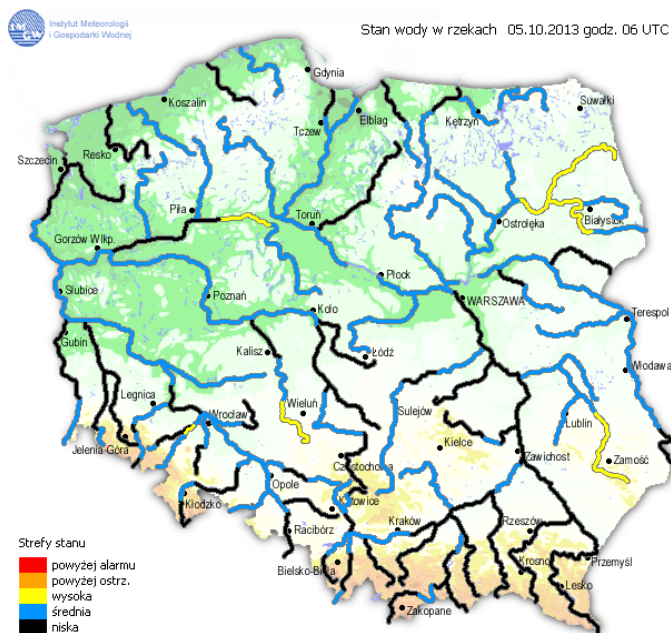 IMGW
Instytut Meteorologii
i Gospodarki Wodnej
Stan wody w rzekach 05.10.2013 godz. 06 UTC
Gdynia
Koszalin
Suwałki
Elbląg
Kętrzyn
Tczew
Resko
Szczecin
Piła
Białystok
Toruń
Ostrołęka
Gorzów Wlkp.
Płock
Słubice
Poznań
WARSZAWA
Koło
Terespol
Gubin
Kalisz
Łódź
Włodawa
Legnica
Wieluń
Sulejów
Wrocław
Lublin
Jelenia Góra
Kielce
Zawichost
Zamość
Częstochowa
Opole
Kłodzko
Katowice
Racibórz
Kraków
Rzeszów
Bielsko-Biała
Krosno
Przemyśl
Lesko
Zakopane
Strefy stanu
powyżej alarmu
powyżej ostrz.
wysoka
średnia
niska